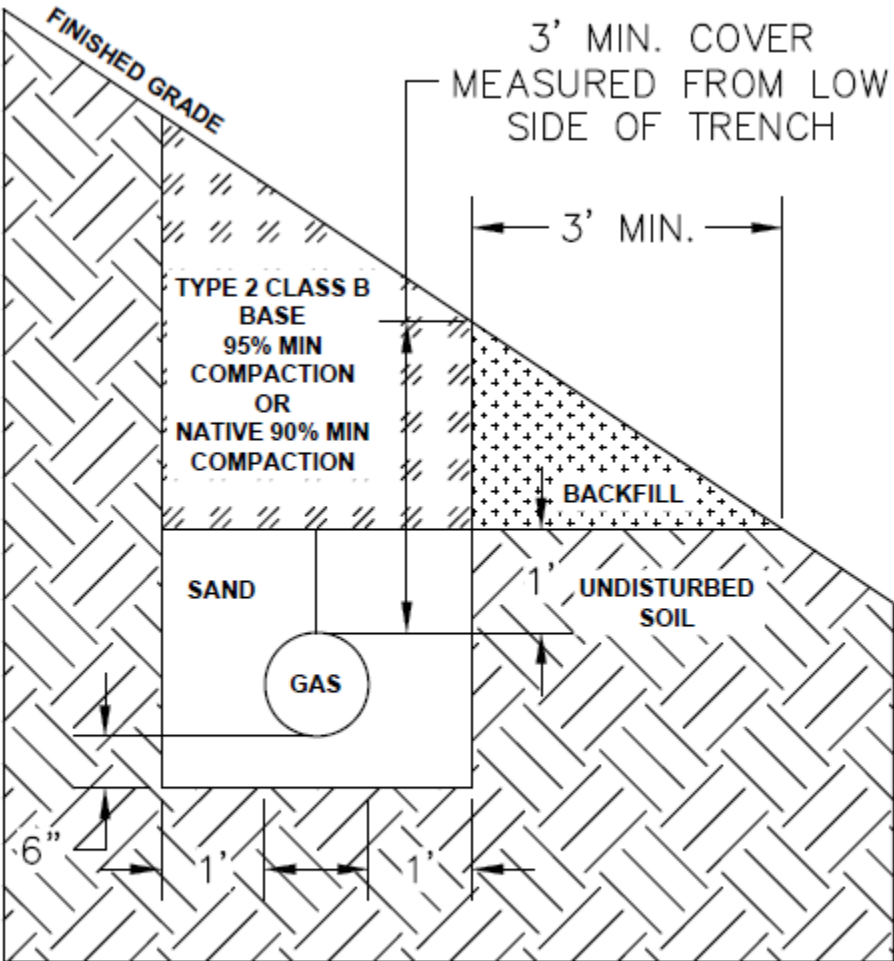 FINISHED GRADE
3' MIN. COVER
MEASURED FROM LOW
SIDE OF TRENCH
3' MIN.
TYPE 2 CLASS B
BASE
95% MIN
COMPACTION
OR
NATIVE 90% MIN
COMPACTION
BACKFILL
SAND
1'
UNDISTURBED
SOIL
GAS
6"
1'
1'